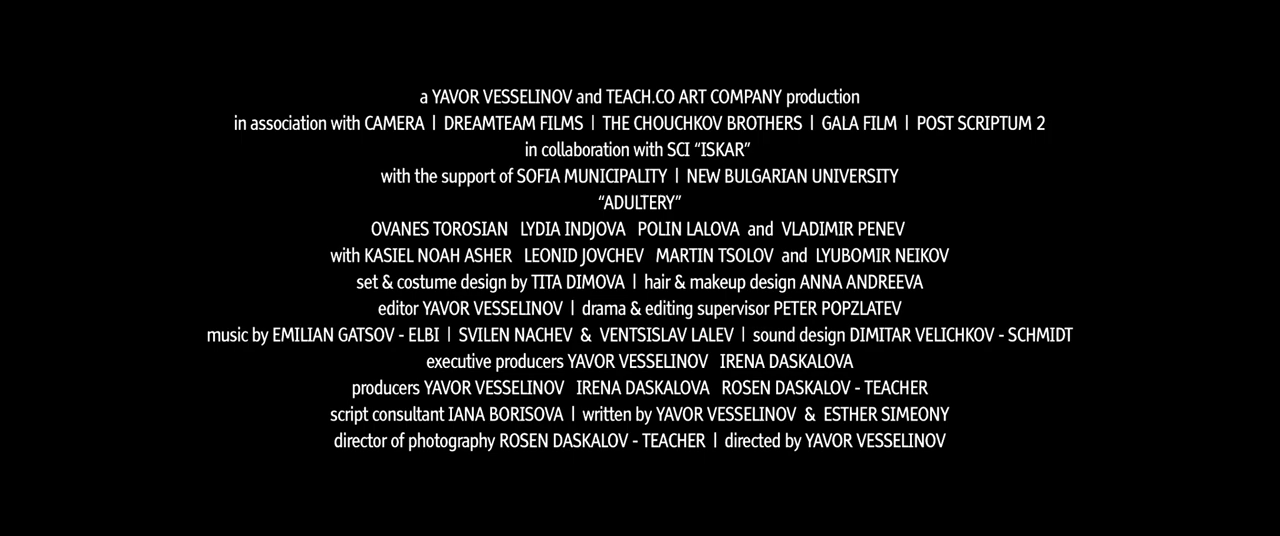 a YAVOR VESSELINOV and TEACH.CO ART COMPANY production
in association with CAMERA | DREAMTEAM FILMS | THE CHOUCHKOV BROTHERS | GALA FILM | POST SCRIPTUM 2
in collaboration with SCI “ISKAR”
with the support of SOFIA MUNICIPALITY | NEW BULGARIAN UNIVERSITY
“ADULTERY”
OVANES TOROSIAN LYDIA INDJOVA POLIN LALOVA and VLADIMIR PENEV
with KASIEL NOAH ASHER LEONID JOVCHEV MARTIN TSOLOV and LYUBOMIR NEIKOV
set & costume design by TITA DIMOVA | hair & makeup design ANNA ANDREEVA
editor YAVOR VESSELINOV | drama & editing supervisor PETER POPZLATEV
music by EMILIAN GATSOV - ELBI | SVILEN NACHEV & VENTSISLAV LALEV | sound design DIMITAR VELICHKOV - SCHMIDT
executive producers YAVOR VESSELINOV IRENA DASKALOVA
producers YAVOR VESSELINOV IRENA DASKALOVA ROSEN DASKALOV - TEACHER
script consultant IANA BORISOVA | written by YAVOR VESSELINOV & ESTHER SIMEONY
director of photography ROSEN DASKALOV - TEACHER | directed by YAVOR VESSELINOV